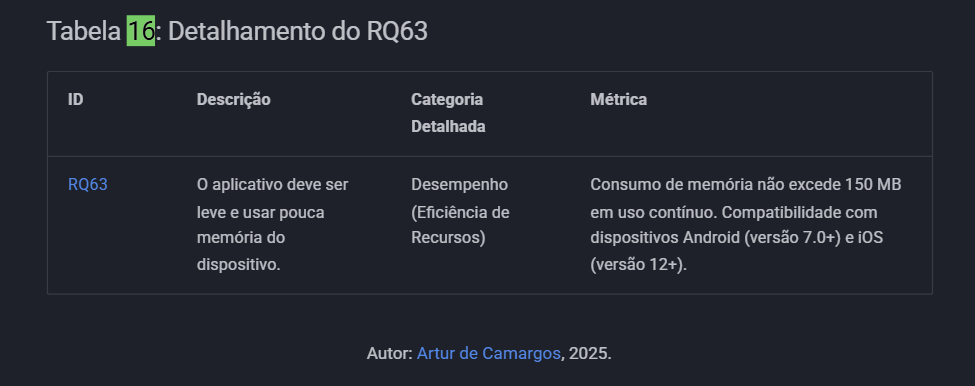 Tabela 16: Detalhamento do RQ63
ID Descrição Categoria Detalhada Métrica
RQ63
O aplicativo deve ser
leve e usar pouca
memória do
dispositivo.
Desempenho
(Eficiência de
Recursos)
Consumo de memória não excede 150 MB
em uso contínuo. Compatibilidade com
dispositivos Android (versão 7.0+) e iOS
(versão 12+).
Autor: Artur de Camargos, 2025.